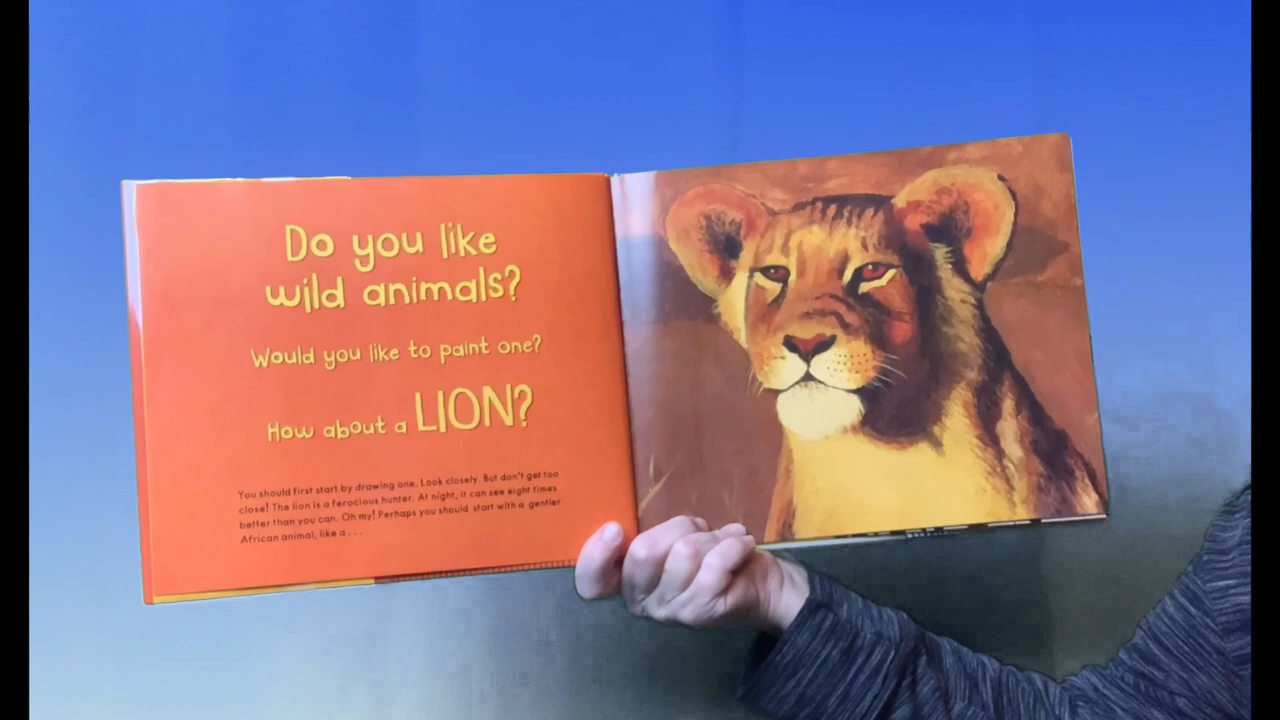 Do you like
wild animals?
Would you like to paint one?
How about a LION?
You should first start by drawing one. Look closely. But don't get too
close! The lion is a ferocious hunter. At night, it can see eight times
better than you can. Oh my! Perhaps you should start with a gentler
African animal, like a . . .